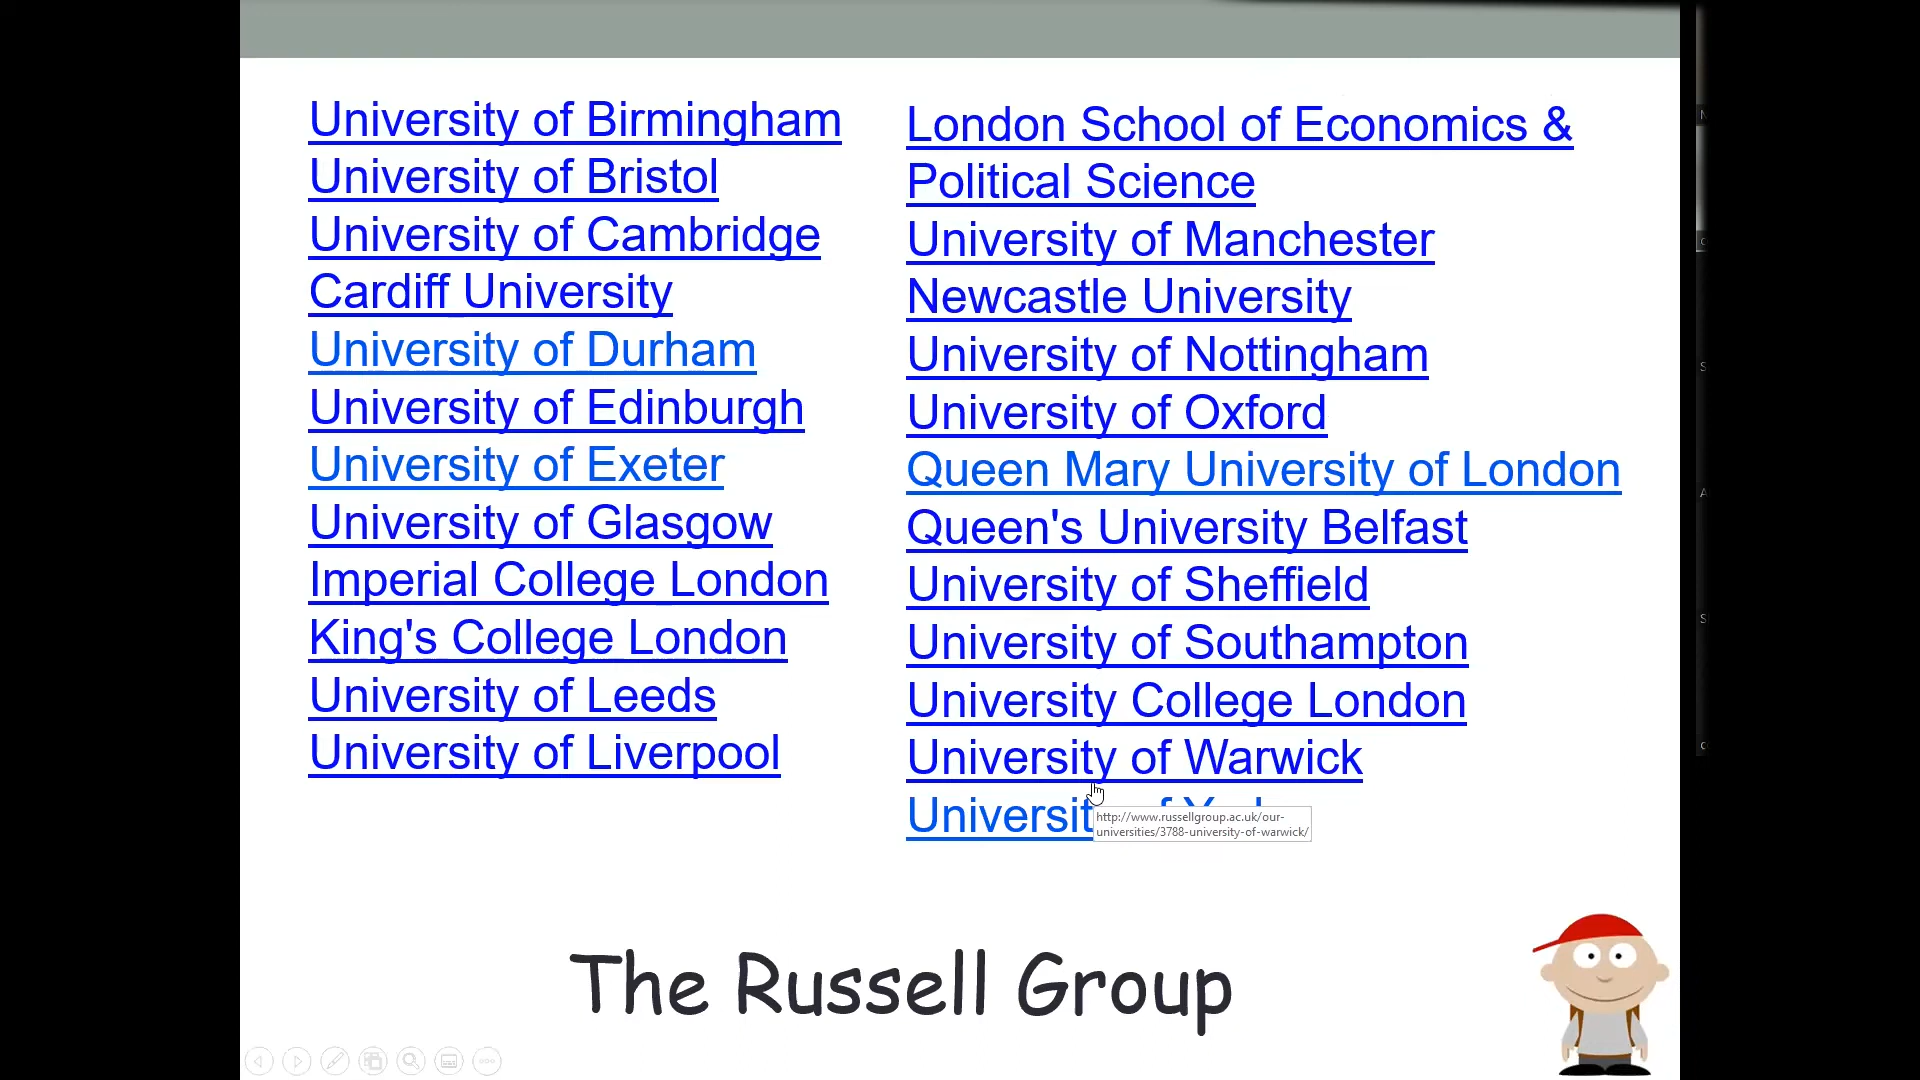 University of Birmingham
University of Bristol
University of Cambridge
Cardiff University
University of Durham
University of Edinburgh
University of Exeter
University of Glasgow
Imperial College London
King's College London
University of Leeds
University of Liverpool
London School of Economics &
Political Science
University of Manchester
Newcastle University
University of Nottingham
University of Oxford
Queen Mary University of London
Queen's University Belfast
University of Sheffield
University of Southampton
University College London
University of Warwick
http://www.russellgroup.ac.uk/our-
universities/3788-university-of-warwick/
The Russell Group